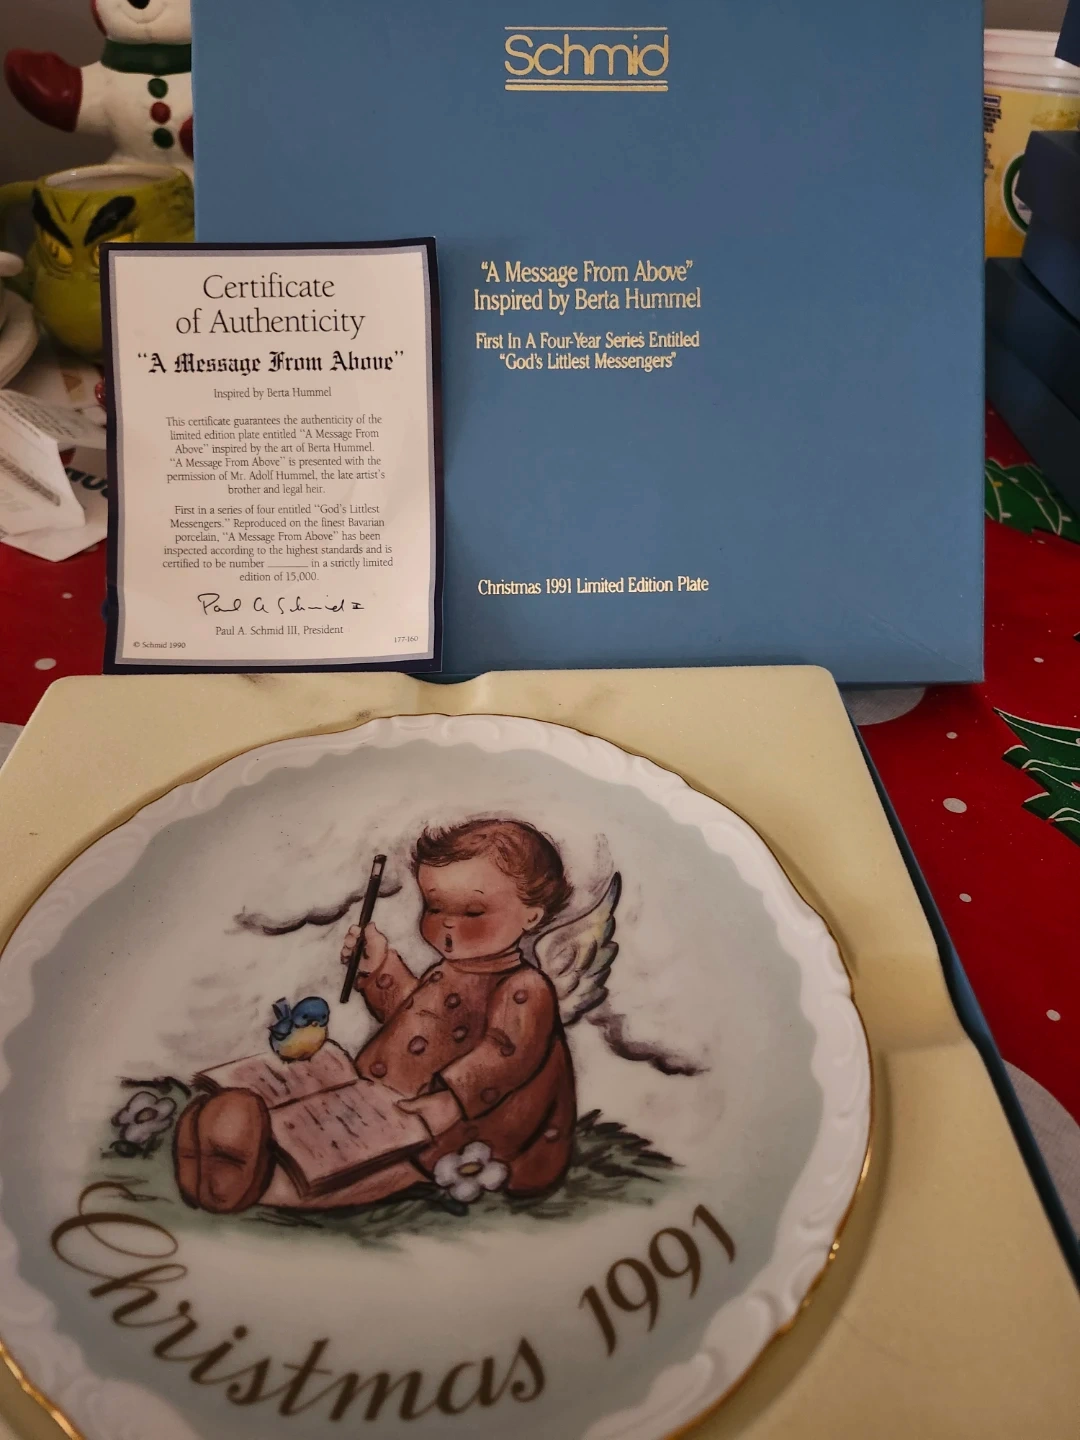 Schmid
"A Message From Above"
Inspired by Berta Hummel
First In A Four-Year Series Entitled
"God's Littlest Messengers"
Christmas 1991 Limited Edition Plate
Certificate
of Authenticity
"A Message From Above"
Inspired by Berta Hummel
This certificate guarantees the authenticity of the
limited edition plate entitled "A Message From
Above" inspired by the art of Berta Hummel.
"A Message From Above" is presented with the
permission of Mr. Adolf Hummel, the late artist's
brother and legal heir.
First in a series of four entitled "God's Littlest
Messengers." Reproduced on the finest Bavarian
porcelain, "A Message From Above" has been
inspected according to the highest standards and is
certified to be number ________ in a strictly limited
edition of 15,000.
Paul A Schmid III
Paul A. Schmid III, President
© Schmid 1990
177-160
Christmas 1991